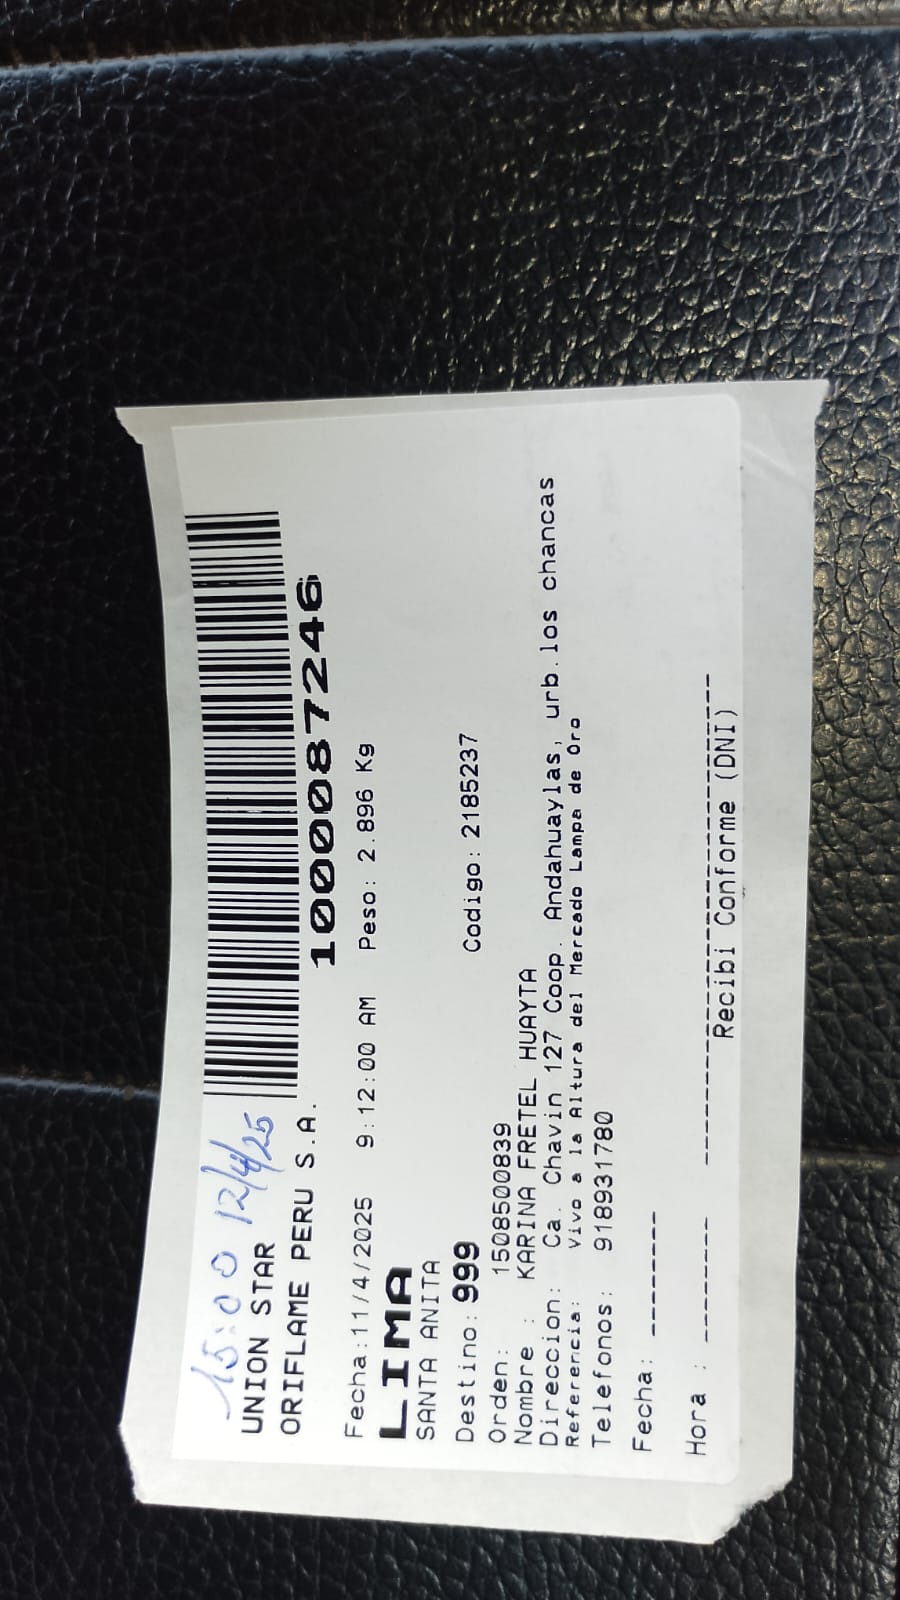 15:00 12/4/25
UNION STAR
ORIFLAME PERU S.A.
1000087246
Fecha:11/4/2025 9:12:00 AM Peso: 2.896 Kg
LIMA
SANTA ANITA
Destino: 999 Codigo: 2185237
Orden: 1508500839
Nombre : KARINA FRETEL HUAYTA
Direccion: Ca. Chavin 127 Coop. Andahuaylas, urb.los chancas
Referencia: Vivo a la Altura del Mercado Lampa de Oro
Telefonos: 918931780
Fecha: ---------
Hora : ---------
Recibi Conforme (DNI)